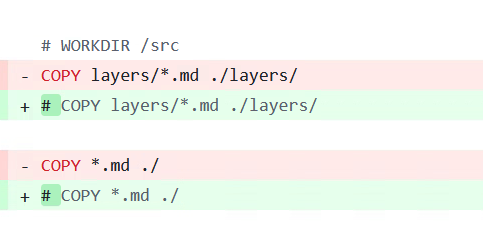 # WORKDIR /src
- COPY layers/*.md ./layers/
+ # COPY layers/*.md ./layers/
- COPY *.md ./
+ # COPY *.md ./